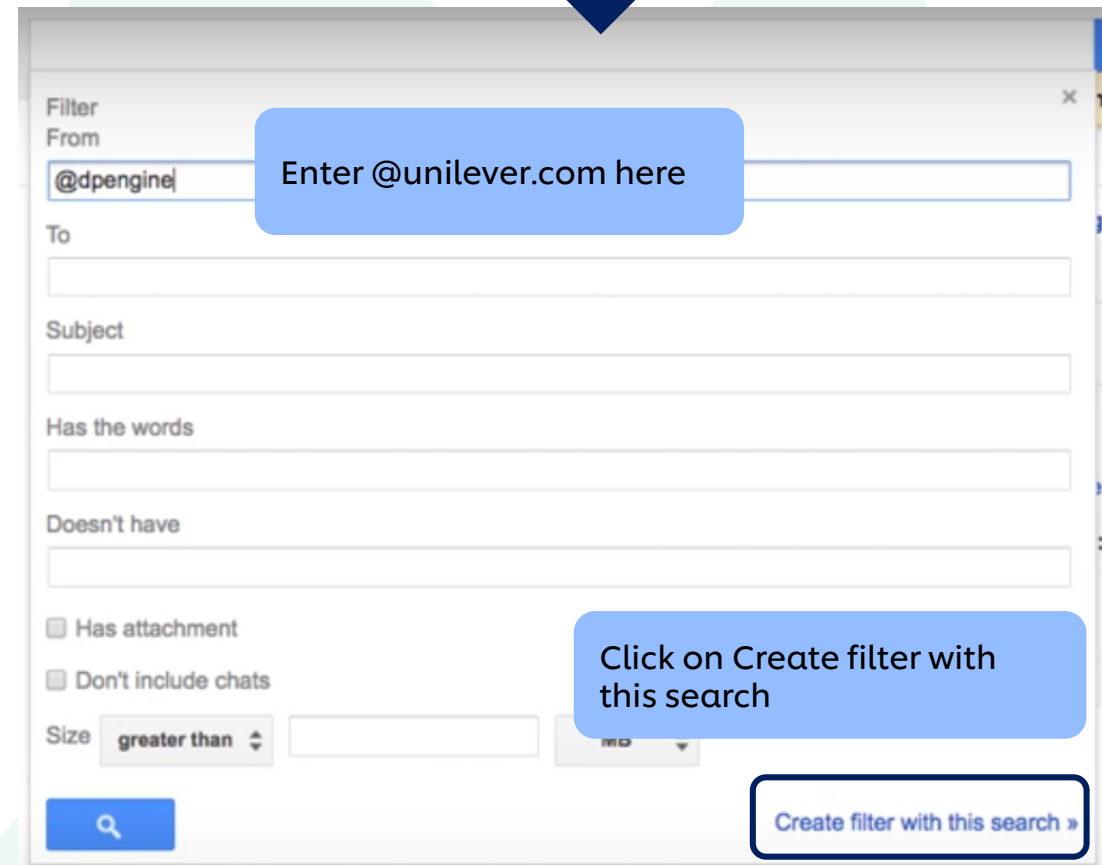 Filter
From
@dpengine
Enter @unilever.com here
To
Subject
Has the words
Doesn't have
Has attachment
Don't include chats
Click on Create filter with
this search
Size greater than MB
Create filter with this search »